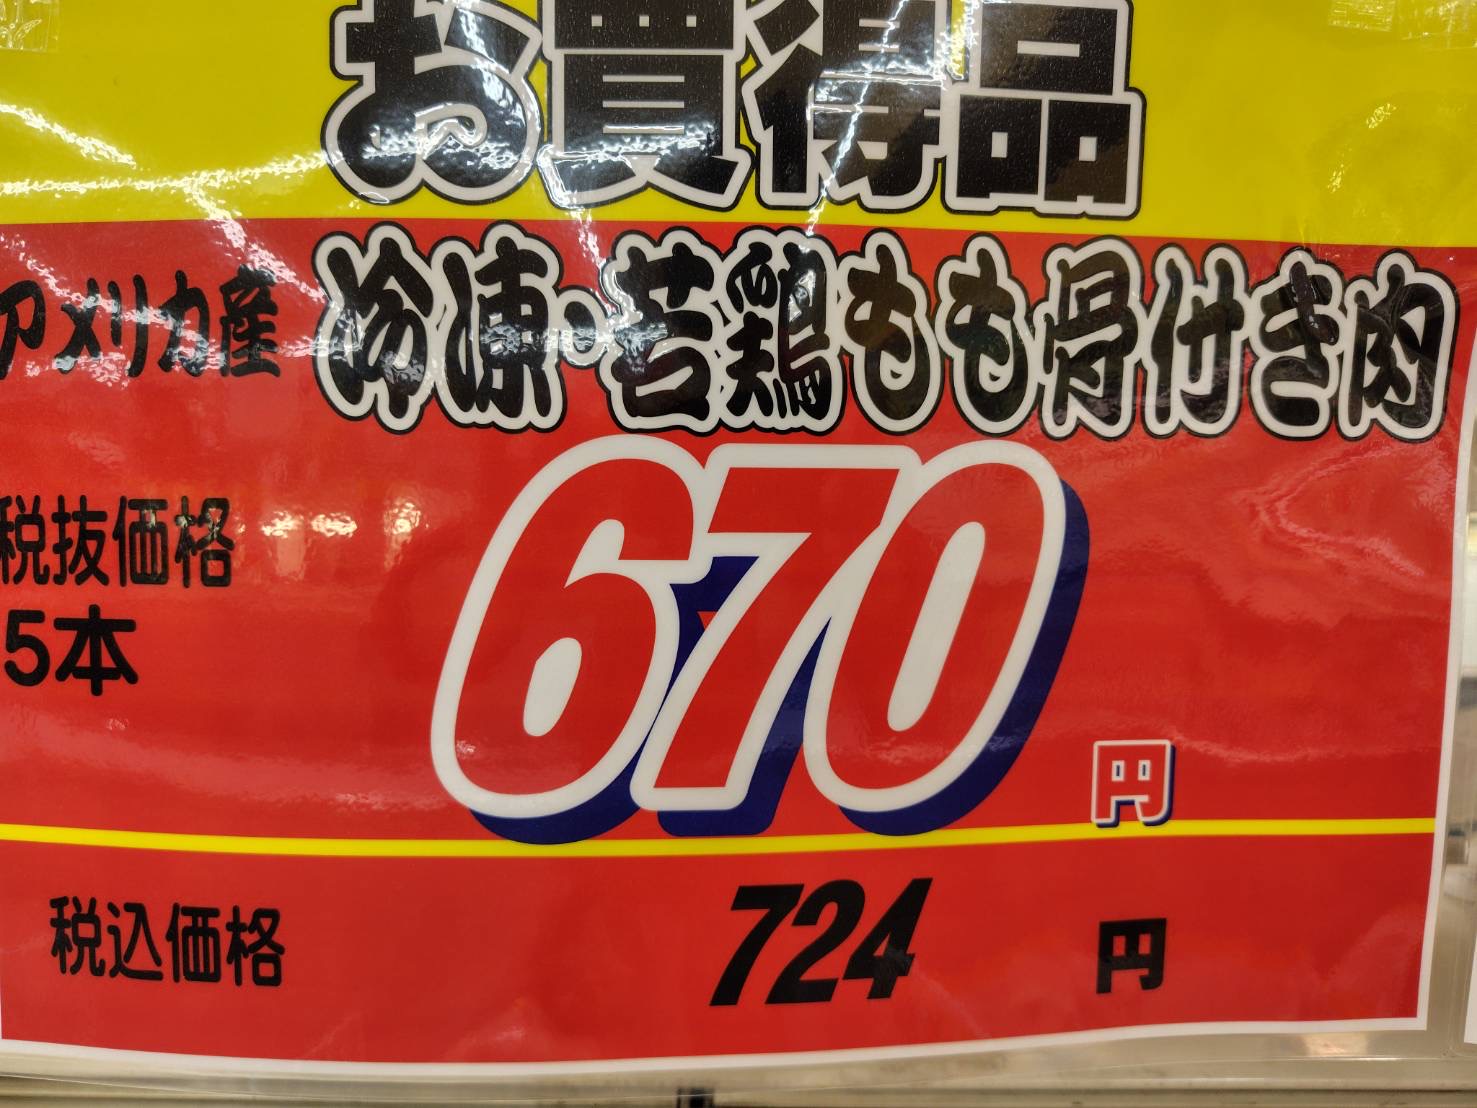 お買得品
アメリカ産 冷凍・若鶏もも骨付き肉
税抜価格
5本
670円
税込価格 724円